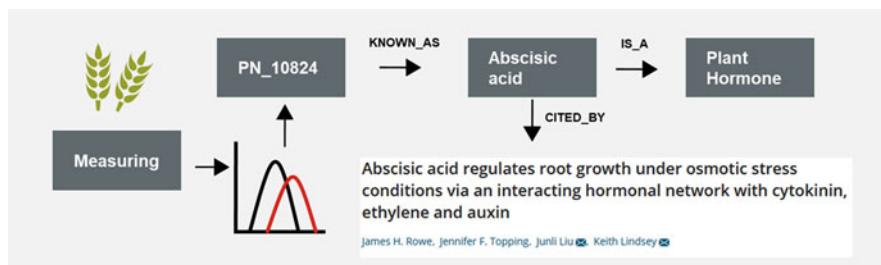 KNOWN_AS
IS_A
PN_10824
Abscisic
acid
Plant
Hormone
CITED_BY
Measuring
Abscisic acid regulates root growth under osmotic stress
conditions via an interacting hormonal network with cytokinin,
ethylene and auxin
James H. Rowe, Jennifer F. Topping, Junli Liu, Keith Lindsey